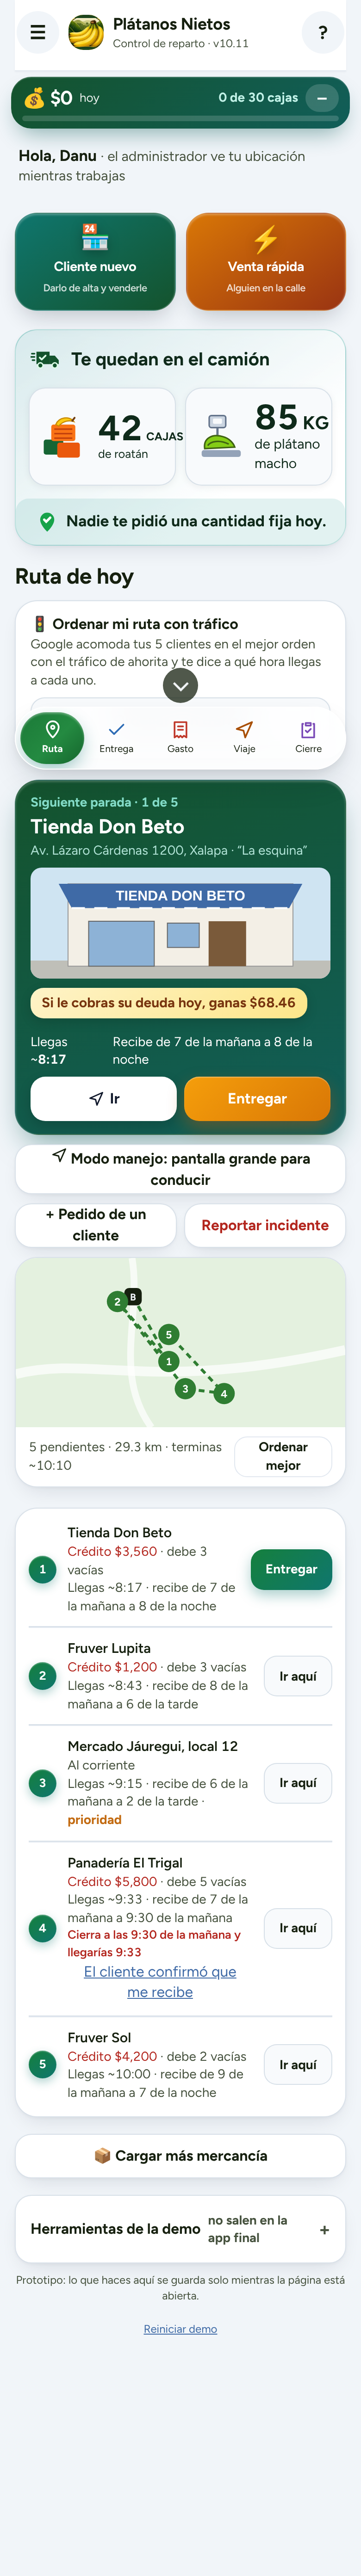 Plátanos Nietos
Control de reparto · v10.11
?
$0 hoy
0 de 30 cajas
Hola, Danu · el administrador ve tu ubicación
mientras trabajas
24
Cliente nuevo
Darlo de alta y venderle
Venta rápida
Alguien en la calle
Te quedan en el camión
42 CAJAS
de roatán
85 KG
de plátano
macho
Nadie te pidió una cantidad fija hoy.
Ruta de hoy
Ordenar mi ruta con tráfico
Google acomoda tus 5 clientes en el mejor orden
con el tráfico de ahorita y te dice a qué hora llegas
a cada uno.
Ruta
Entrega
Gasto
Viaje
Cierre
Siguiente parada · 1 de 5
Tienda Don Beto
Av. Lázaro Cárdenas 1200, Xalapa · “La esquina”
TIENDA DON BETO
Si le cobras su deuda hoy, ganas $68.46
Llegas
~8:17
Recibe de 7 de la mañana a 8 de la
noche
Ir
Entregar
Modo manejo: pantalla grande para
conducir
+ Pedido de un
cliente
Reportar incidente
2
B
5
1
3
4
5 pendientes · 29.3 km · terminas
~10:10
Ordenar
mejor
1
Tienda Don Beto
Crédito $3,560 · debe 3
vacías
Llegas ~8:17 · recibe de 7 de
la mañana a 8 de la noche
Entregar
2
Fruver Lupita
Crédito $1,200 · debe 3 vacías
Llegas ~8:43 · recibe de 8 de la
mañana a 6 de la tarde
Ir aquí
3
Mercado Jáuregui, local 12
Al corriente
Llegas ~9:15 · recibe de 6 de la
mañana a 2 de la tarde ·
prioridad
Ir aquí
4
Panadería El Trigal
Crédito $5,800 · debe 5 vacías
Llegas ~9:33 · recibe de 7 de la
mañana a 9:30 de la mañana
Cierra a las 9:30 de la mañana y
llegarías 9:33
El cliente confirmó que
me recibe
Ir aquí
5
Fruver Sol
Crédito $4,200 · debe 2 vacías
Llegas ~10:00 · recibe de 9 de
la mañana a 7 de la noche
Ir aquí
Cargar más mercancía
Herramientas de la demo
no salen en la
app final
+
Prototipo: lo que haces aquí se guarda solo mientras la página está
abierta.
Reiniciar demo